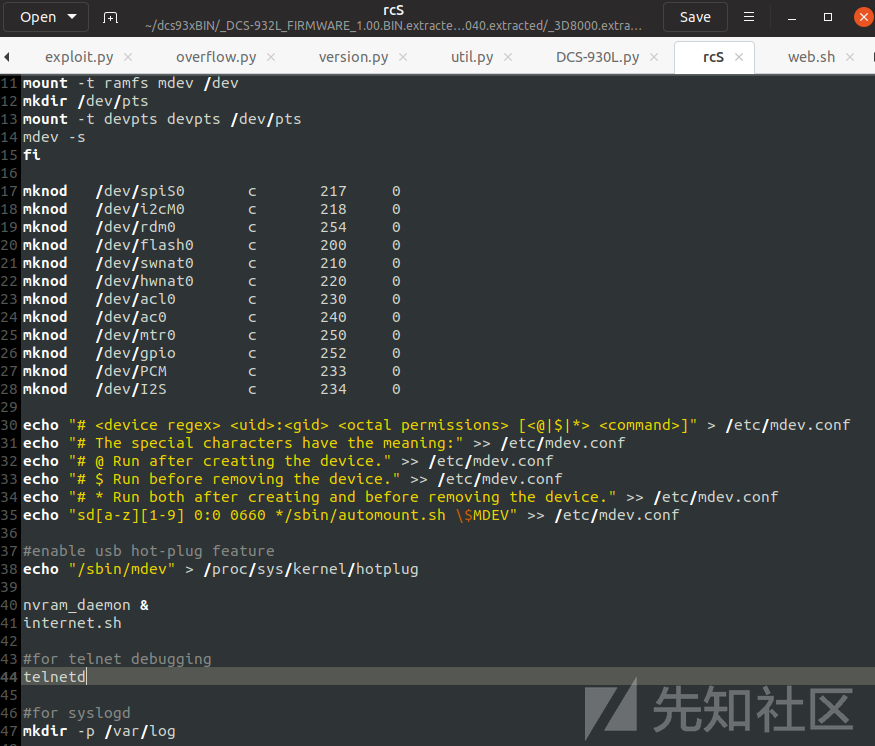 Open
rcS
~/dcs93xBIN/_DCS-932L_FIRMWARE_1.00.BIN.extracte...040.extracted/_3D8000.extra...
Save
exploit.py × overflow.py × version.py × util.py × DCS-930L.py × rcS × web.sh ×
11 mount -t ramfs mdev /dev
12 mkdir /dev/pts
13 mount -t devpts devpts /dev/pts
14 mdev -s
15 fi
16
17 mknod /dev/spiS0 c 217 0
18 mknod /dev/i2cM0 c 218 0
19 mknod /dev/rdm0 c 254 0
20 mknod /dev/flash0 c 200 0
21 mknod /dev/swnat0 c 210 0
22 mknod /dev/hwnat0 c 220 0
23 mknod /dev/acl0 c 230 0
24 mknod /dev/ac0 c 240 0
25 mknod /dev/mtr0 c 250 0
26 mknod /dev/gpio c 252 0
27 mknod /dev/PCM c 233 0
28 mknod /dev/I2S c 234 0
29
30 echo "# <device regex> <uid>:<gid> <octal permissions> [<@|$|*> <command>]" > /etc/mdev.conf
31 echo "# The special characters have the meaning:" >> /etc/mdev.conf
32 echo "# @ Run after creating the device." >> /etc/mdev.conf
33 echo "# $ Run before removing the device." >> /etc/mdev.conf
34 echo "# * Run both after creating and before removing the device." >> /etc/mdev.conf
35 echo "sd[a-z][1-9] 0:0 0660 */sbin/automount.sh \$MDEV" >> /etc/mdev.conf
36
37 #enable usb hot-plug feature
38 echo "/sbin/mdev" > /proc/sys/kernel/hotplug
39
40 nvram_daemon &
41 internet.sh
42
43 #for telnet debugging
44 telnetd
45
46 #for syslogd
47 mkdir -p /var/log
先知社区